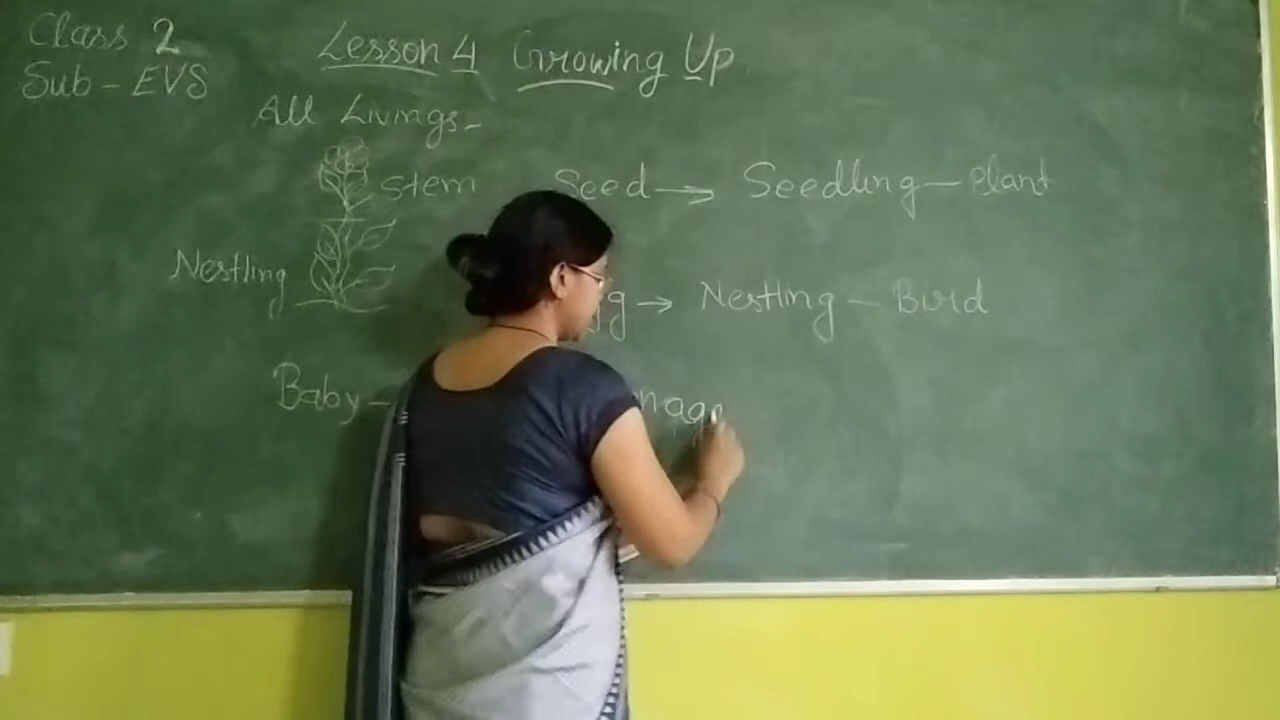 Class 2
Sub - EVS
Lesson 4 Growing Up
All Livings -
Stem Seed → Seedling — Plant
Nestling → Nestling — Bird
Baby -